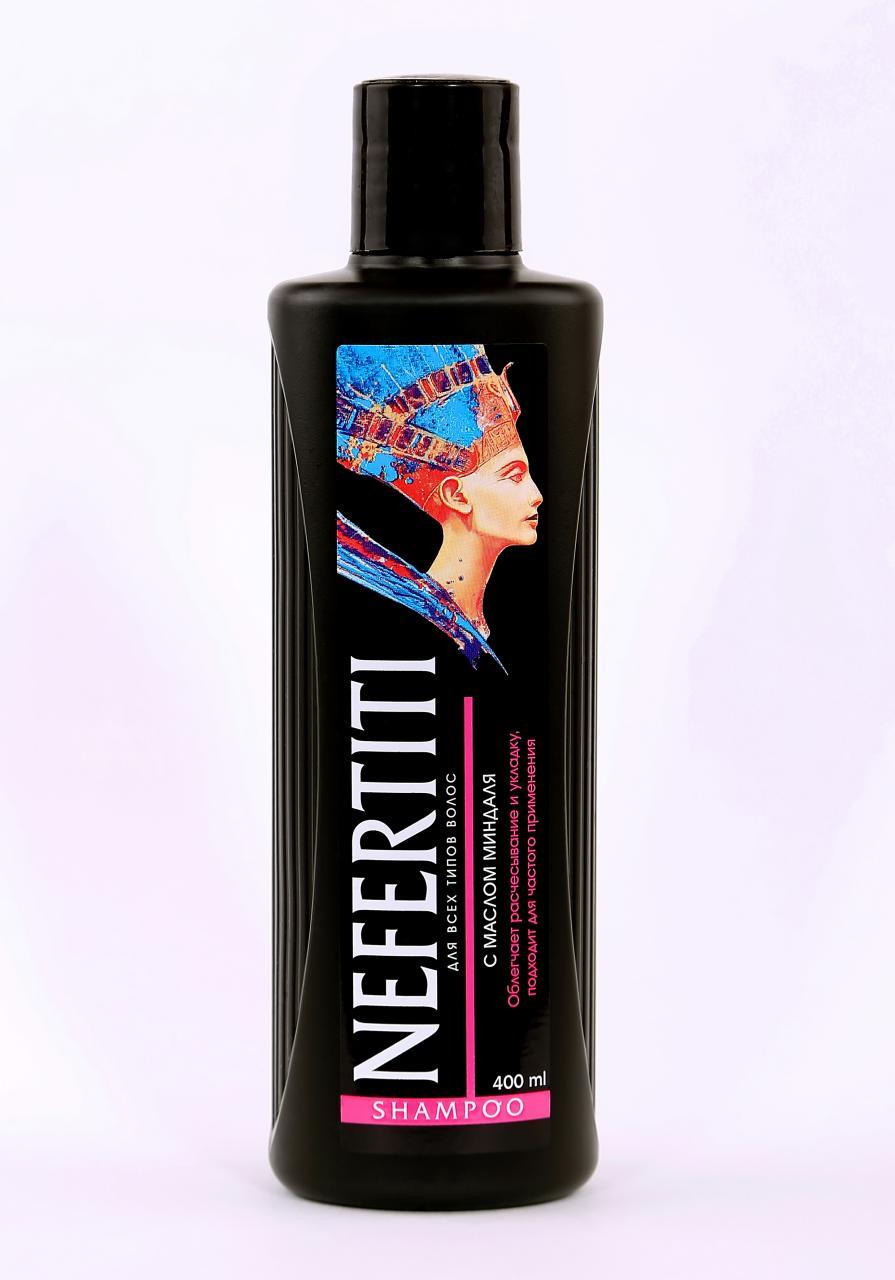 NEFERTITI
ДЛЯ ВСЕХ ТИПОВ ВОЛОС
С МАСЛОМ МИНДАЛЯ
Облегчает расчесывание и укладку,
подходит для частого применения
400 ml
SHAMPOO